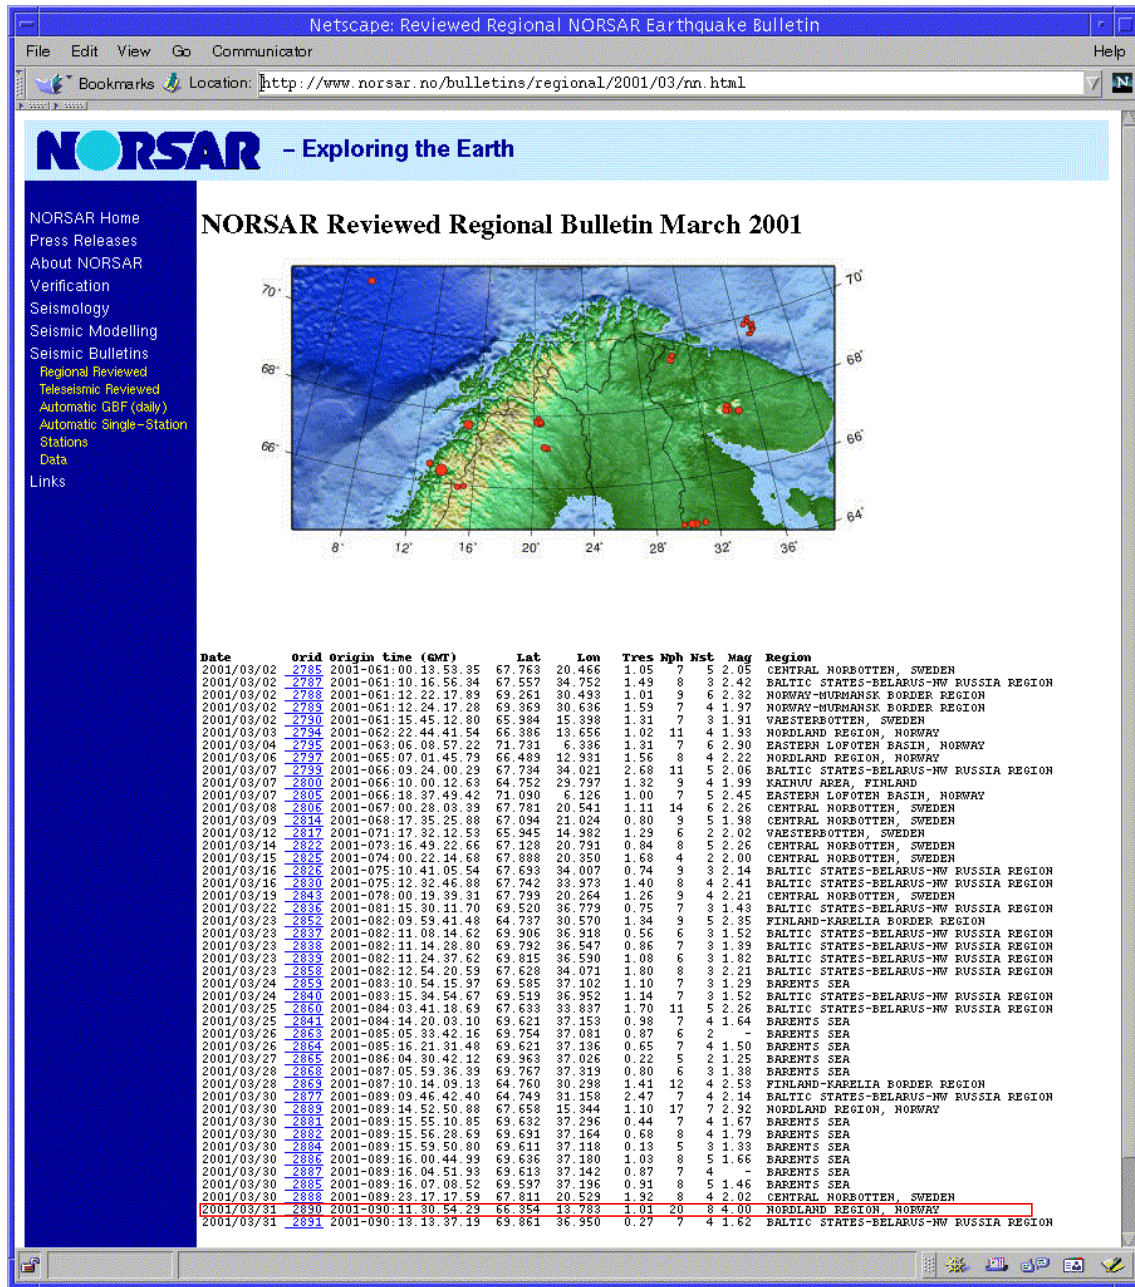 Netscape: Reviewed Regional NORSAR Earthquake Bulletin
File Edit View Go Communicator Help
Bookmarks Location: http://www.norsar.no/bulletins/regional/2001/03/nn.html N
NORSAR – Exploring the Earth
NORSAR Home
Press Releases
About NORSAR
Verification
Seismology
Seismic Modelling
Seismic Bulletins
Regional Reviewed
Teleseismic Reviewed
Automatic GBF (daily)
Automatic Single-Station
Stations
Data
Links
NORSAR Reviewed Regional Bulletin March 2001
70° 70°
68° 68°
66° 66°
64°
8° 12° 16° 20° 24° 28° 32° 36°
Date Orid Origin time (GMT) Lat Lon Tres Nph Nst Mag Region
2001/03/02 2785 2001-061:00.13.53.35 67.763 20.466 1.05 7 5 2.05 CENTRAL NORBOTTEN, SWEDEN
2001/03/02 2787 2001-061:10.16.56.34 67.557 34.752 1.49 8 3 2.42 BALTIC STATES-BELARUS-NW RUSSIA REGION
2001/03/02 2788 2001-061:12.22.17.89 69.261 30.493 1.01 9 6 2.32 NORWAY-MURMANSK BORDER REGION
2001/03/02 2789 2001-061:12.24.17.28 69.369 30.636 1.59 7 4 1.97 NORWAY-MURMANSK BORDER REGION
2001/03/02 2790 2001-061:15.45.12.80 65.984 15.398 1.31 7 3 1.91 VAESTERBOTTEN, SWEDEN
2001/03/03 2794 2001-062:22.44.41.54 66.386 13.656 1.02 11 4 1.93 NORDLAND REGION, NORWAY
2001/03/04 2795 2001-063:06.08.57.22 71.731 6.336 1.31 7 6 2.90 EASTERN LOFOTEN BASIN, NORWAY
2001/03/06 2797 2001-065:07.01.45.79 66.489 12.931 1.56 8 4 2.22 NORDLAND REGION, NORWAY
2001/03/07 2799 2001-066:09.24.00.29 67.734 34.021 2.68 11 5 2.06 BALTIC STATES-BELARUS-NW RUSSIA REGION
2001/03/07 2800 2001-066:10.00.12.63 64.752 29.797 1.32 9 4 1.99 KAINUU AREA, FINLAND
2001/03/07 2805 2001-066:18.37.49.42 71.090 6.126 1.00 7 5 2.45 EASTERN LOFOTEN BASIN, NORWAY
2001/03/08 2806 2001-067:00.28.03.39 67.781 20.541 1.11 14 6 2.26 CENTRAL NORBOTTEN, SWEDEN
2001/03/09 2814 2001-068:17.35.25.88 67.094 21.024 0.80 9 5 1.98 CENTRAL NORBOTTEN, SWEDEN
2001/03/12 2817 2001-071:17.32.12.53 65.945 14.982 1.29 6 2 2.02 VAESTERBOTTEN, SWEDEN
2001/03/14 2822 2001-073:16.49.22.66 67.128 20.791 0.84 8 5 2.26 CENTRAL NORBOTTEN, SWEDEN
2001/03/15 2825 2001-074:00.22.14.68 67.888 20.350 1.68 4 2 2.00 CENTRAL NORBOTTEN, SWEDEN
2001/03/16 2826 2001-075:10.41.05.54 67.693 34.007 0.74 9 3 2.14 BALTIC STATES-BELARUS-NW RUSSIA REGION
2001/03/16 2830 2001-075:12.32.46.88 67.742 33.973 1.40 8 4 2.41 BALTIC STATES-BELARUS-NW RUSSIA REGION
2001/03/19 2843 2001-078:00.19.39.31 67.799 20.264 1.26 9 4 2.21 CENTRAL NORBOTTEN, SWEDEN
2001/03/22 2836 2001-081:15.30.11.70 69.520 36.779 0.75 7 3 1.43 BALTIC STATES-BELARUS-NW RUSSIA REGION
2001/03/23 2852 2001-082:09.59.41.48 64.737 30.570 1.34 9 5 2.35 FINLAND-KARELIA BORDER REGION
2001/03/23 2837 2001-082:11.08.14.62 69.906 36.918 0.56 6 3 1.52 BALTIC STATES-BELARUS-NW RUSSIA REGION
2001/03/23 2838 2001-082:11.14.28.80 69.792 36.547 0.86 7 3 1.39 BALTIC STATES-BELARUS-NW RUSSIA REGION
2001/03/23 2839 2001-082:11.24.37.62 69.815 36.590 1.08 6 3 1.82 BALTIC STATES-BELARUS-NW RUSSIA REGION
2001/03/23 2858 2001-082:12.54.20.59 67.628 34.071 1.80 8 3 2.21 BALTIC STATES-BELARUS-NW RUSSIA REGION
2001/03/24 2859 2001-083:10.54.15.97 69.585 37.102 1.10 7 3 1.29 BARENTS SEA
2001/03/24 2840 2001-083:15.34.54.67 69.519 36.952 1.14 7 3 1.52 BALTIC STATES-BELARUS-NW RUSSIA REGION
2001/03/25 2860 2001-084:03.41.18.69 67.633 33.837 1.70 11 5 2.26 BALTIC STATES-BELARUS-NW RUSSIA REGION
2001/03/25 2841 2001-084:14.20.03.10 69.621 37.153 0.98 7 4 1.64 BARENTS SEA
2001/03/26 2863 2001-085:05.33.42.16 69.754 37.081 0.87 6 2 - BARENTS SEA
2001/03/26 2864 2001-085:16.21.31.48 69.621 37.136 0.65 7 4 1.50 BARENTS SEA
2001/03/27 2865 2001-086:04.30.42.12 69.963 37.026 0.22 5 2 1.25 BARENTS SEA
2001/03/28 2868 2001-087:05.59.36.39 69.767 37.319 0.80 6 3 1.38 BARENTS SEA
2001/03/28 2869 2001-087:10.14.09.13 64.760 30.298 1.41 12 4 2.53 FINLAND-KARELIA BORDER REGION
2001/03/30 2877 2001-089:09.46.42.40 64.749 31.158 2.47 7 4 2.14 BALTIC STATES-BELARUS-NW RUSSIA REGION
2001/03/30 2889 2001-089:14.52.50.88 67.658 15.344 1.10 17 7 2.92 NORDLAND REGION, NORWAY
2001/03/30 2881 2001-089:15.55.10.85 69.632 37.296 0.44 7 4 1.67 BARENTS SEA
2001/03/30 2882 2001-089:15.56.28.69 69.691 37.164 0.68 8 4 1.79 BARENTS SEA
2001/03/30 2884 2001-089:15.59.50.80 69.611 37.118 0.13 5 3 1.33 BARENTS SEA
2001/03/30 2886 2001-089:16.00.44.99 69.636 37.180 1.03 8 5 1.66 BARENTS SEA
2001/03/30 2887 2001-089:16.04.51.93 69.613 37.142 0.87 7 4 - BARENTS SEA
2001/03/30 2885 2001-089:16.07.08.52 69.597 37.196 0.91 8 5 1.46 BARENTS SEA
2001/03/30 2888 2001-089:23.17.17.59 67.811 20.529 1.92 8 4 2.02 CENTRAL NORBOTTEN, SWEDEN
2001/03/31 2890 2001-090:11.30.54.29 66.354 13.783 1.01 20 8 4.00 NORDLAND REGION, NORWAY
2001/03/31 2891 2001-090:13.13.37.19 69.861 36.950 0.27 7 4 1.62 BALTIC STATES-BELARUS-NW RUSSIA REGION